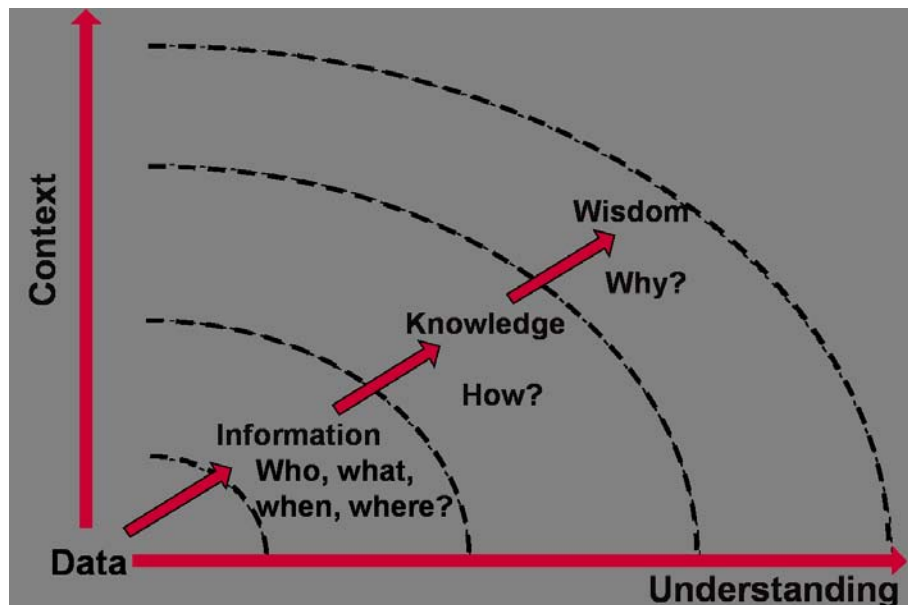 Context
Wisdom
Why?
Knowledge
How?
Information
Who, what,
when, where?
Data
Understanding